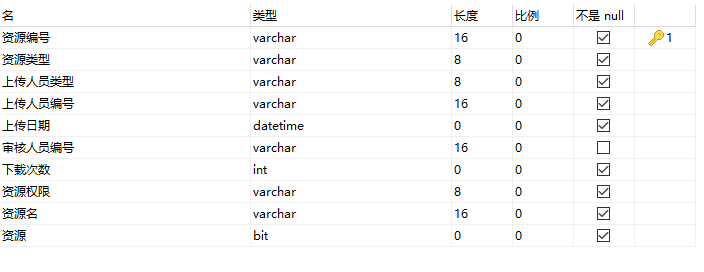 名 类型 长度 比例 不是 null
资源编号 varchar 16 0 1
资源类型 varchar 8 0
上传人员类型 varchar 8 0
上传人员编号 varchar 16 0
上传日期 datetime 0 0
审核人员编号 varchar 16 0
下载次数 int 0 0
资源权限 varchar 8 0
资源名 varchar 16 0
资源 bit 0 0